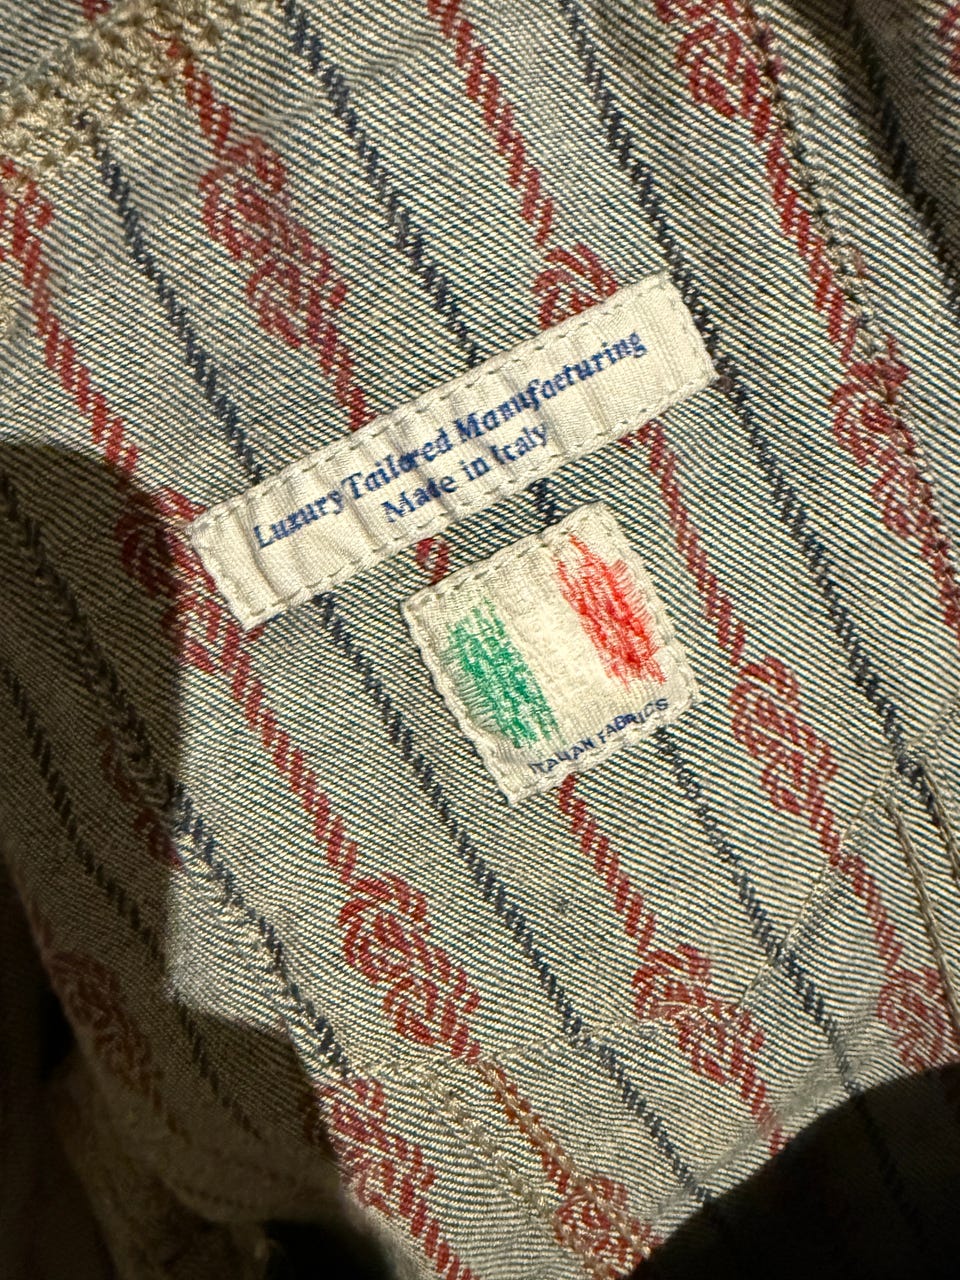 Luxury Tailored Manufacturing
Made in Italy
ITALIAN FABRICS